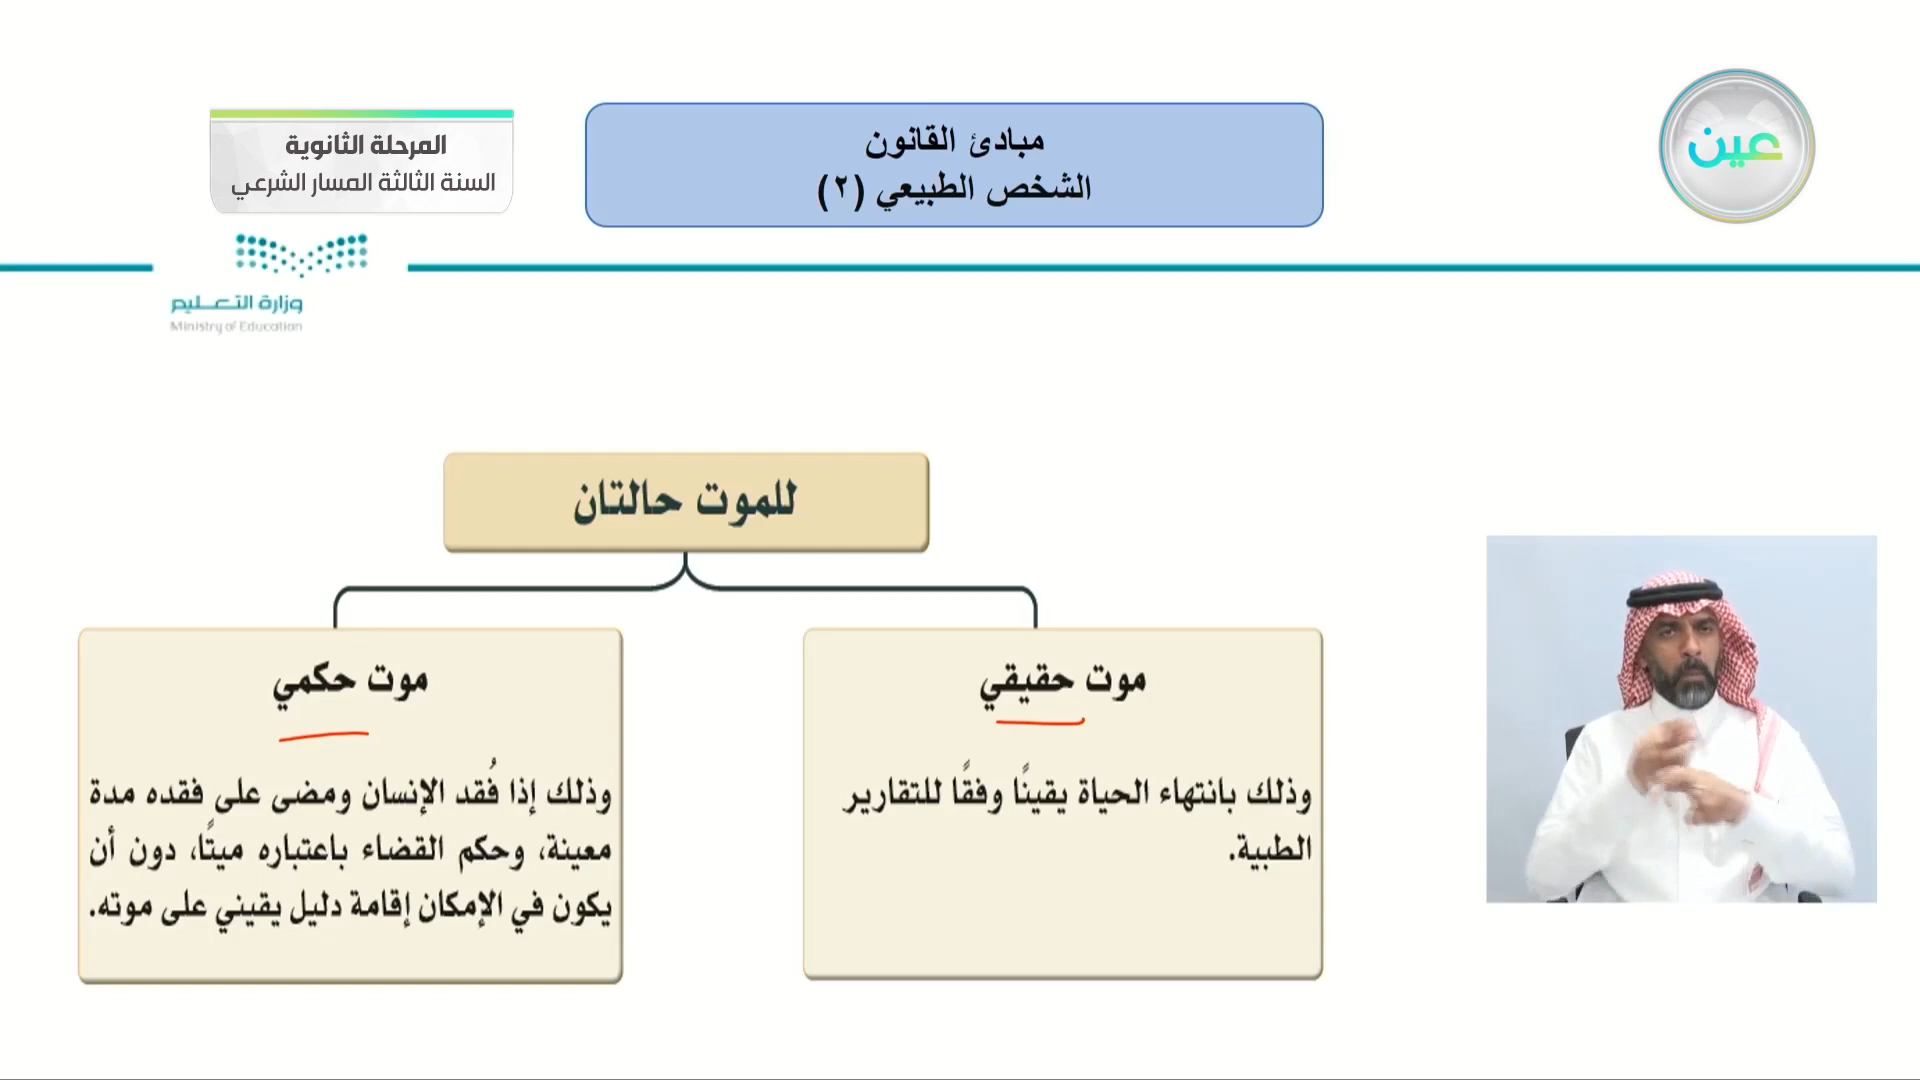 عين
مبادئ القانون
الشخص الطبيعي (٢)
المرحلة الثانوية
السنة الثالثة المسار الشرعي
وزارة التعـــليم
Ministry of Education
للموت حالتان
موت حقيقي
وذلك بانتهاء الحياة يقينًا وفقًا للتقارير
الطبية.
موت حكمي
وذلك إذا فُقد الإنسان ومضى على فقده مدة
معينة، وحكم القضاء باعتباره ميتًا، دون أن
يكون في الإمكان إقامة دليل يقيني على موته.